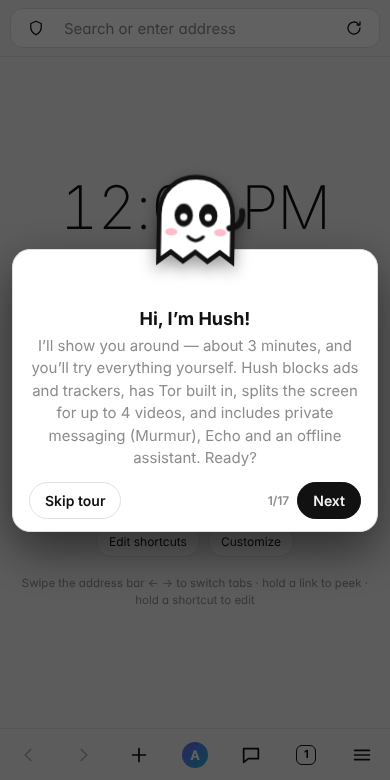 Search or enter address
12:
PM
Hi, I’m Hush!
I’ll show you around — about 3 minutes, and
you’ll try everything yourself. Hush blocks ads
and trackers, has Tor built in, splits the screen
for up to 4 videos, and includes private
messaging (Murmur), Echo and an offline
assistant. Ready?
Skip tour
1/17
Next
Edit shortcuts
Customize
Swipe the address bar ← → to switch tabs · hold a link to peek ·
hold a shortcut to edit
A
1